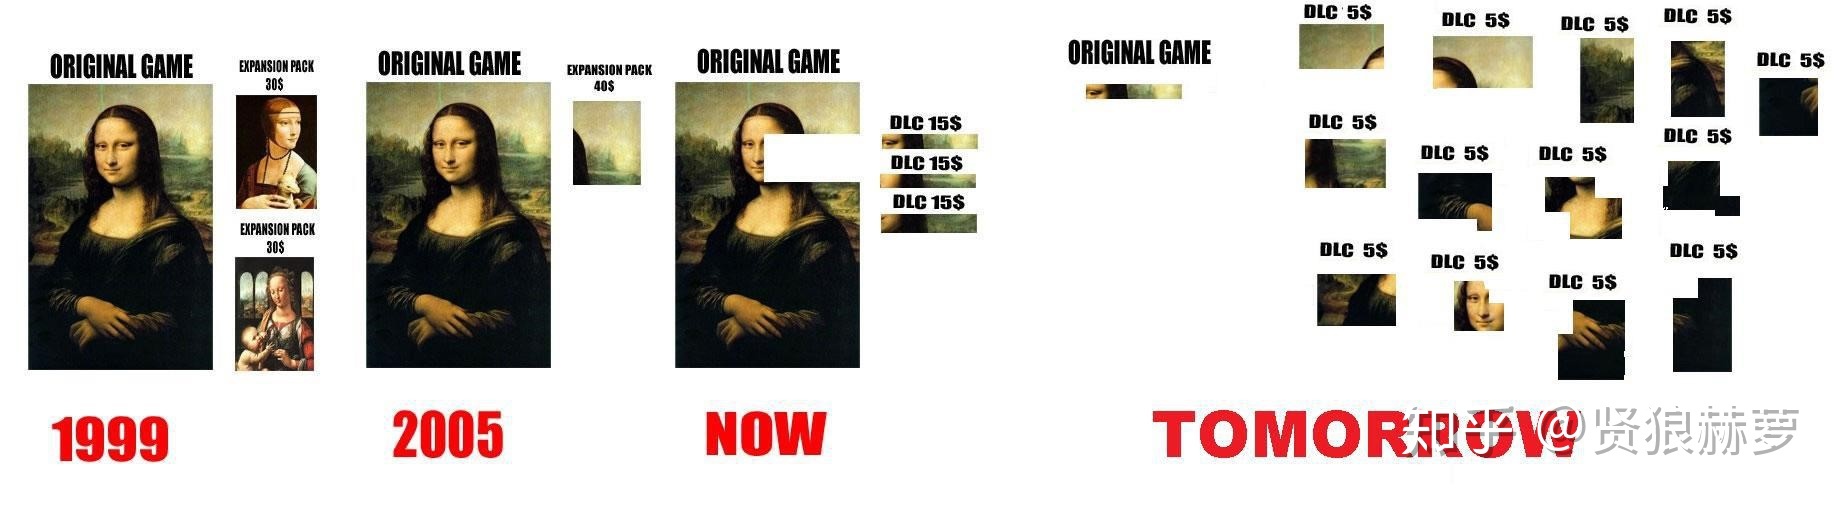 ORIGINAL GAME
EXPANSION PACK
30$
EXPANSION PACK
30$
1999
ORIGINAL GAME
EXPANSION PACK
40$
2005
ORIGINAL GAME
DLC 15$
DLC 15$
DLC 15$
NOW
ORIGINAL GAME
DLC 5$
DLC 5$
DLC 5$
DLC 5$
DLC 5$
DLC 5$
DLC 5$
DLC 5$
DLC 5$
DLC 5$
DLC 5$
DLC 5$
DLC 5$
TOMORROW
知乎 @贤狼赫萝